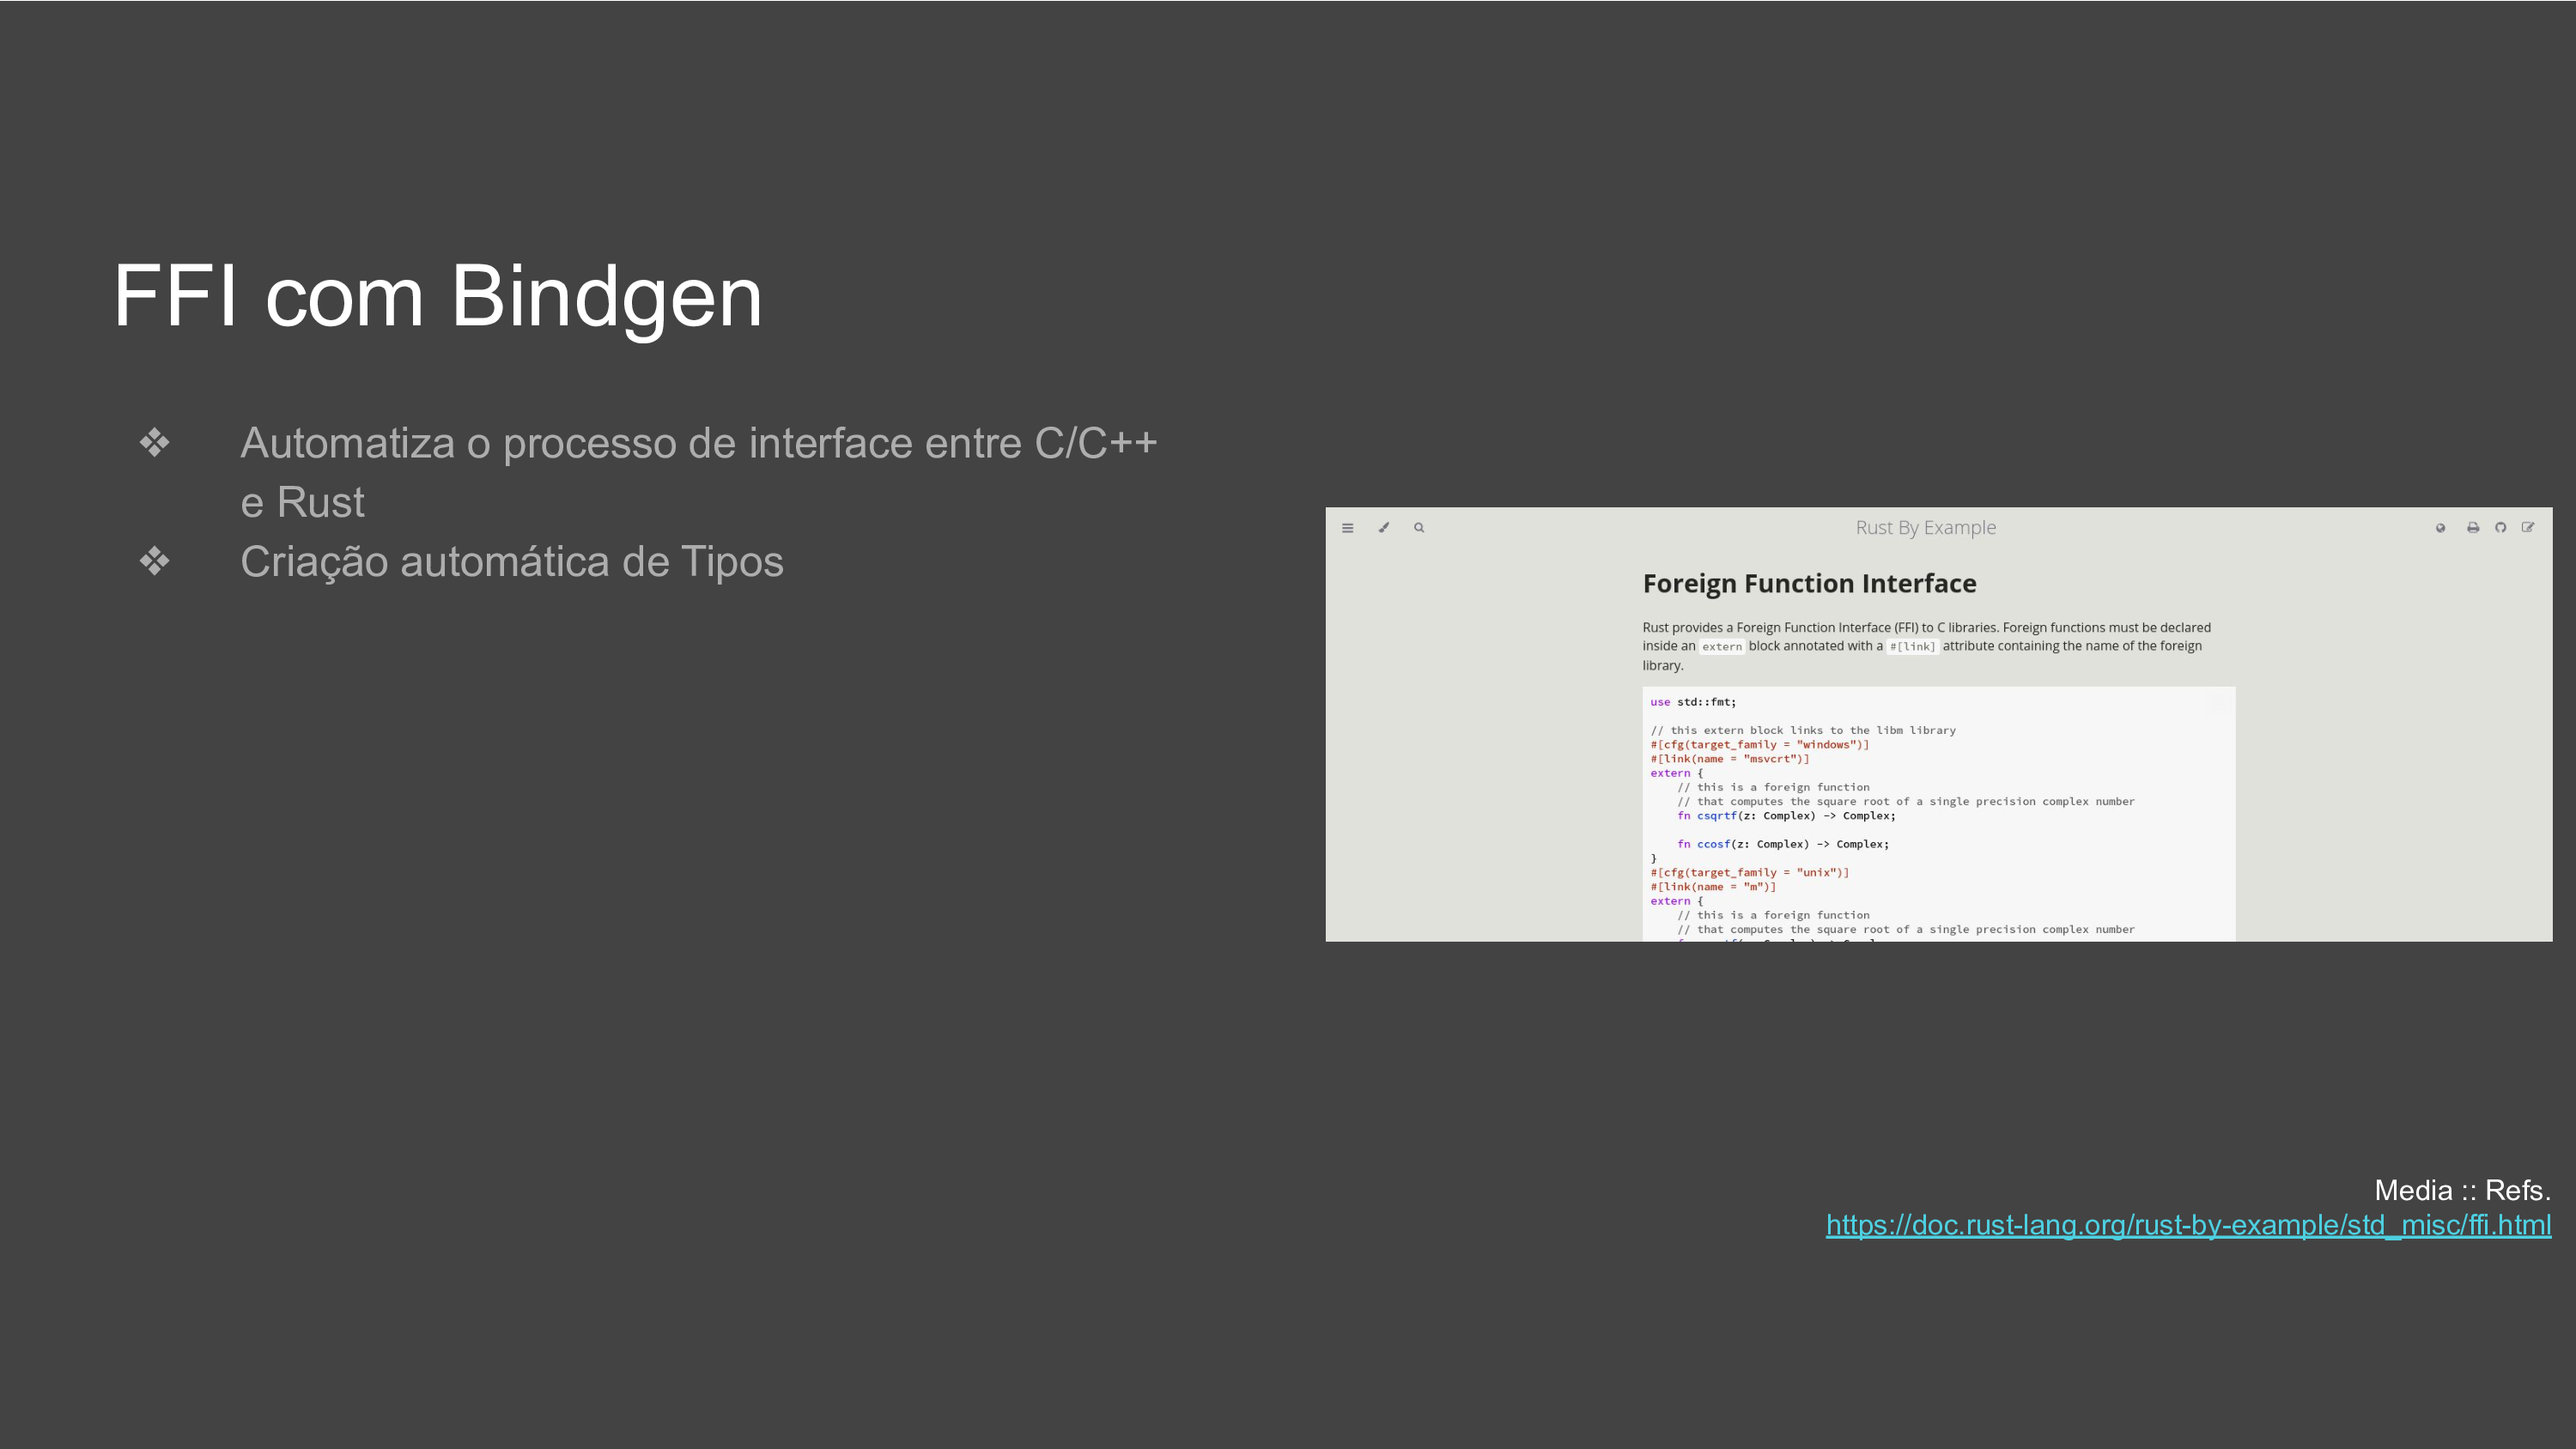 FFI com Bindgen
❖ Automatiza o processo de interface entre C/C++
e Rust
❖ Criação automática de Tipos
Rust By Example
Foreign Function Interface
Rust provides a Foreign Function Interface (FFI) to C libraries. Foreign functions must be declared
inside an extern block annotated with a #[link] attribute containing the name of the foreign
library.
use std::fmt;
// this extern block links to the libm library
#[cfg(target_family = "windows")]
#[link(name = "msvcrt")]
extern {
    // this is a foreign function
    // that computes the square root of a single precision complex number
    fn csqrtf(z: Complex) -> Complex;
    fn ccosf(z: Complex) -> Complex;
}
#[cfg(target_family = "unix")]
#[link(name = "m")]
extern {
    // this is a foreign function
    // that computes the square root of a single precision complex number
Media :: Refs.
https://doc.rust-lang.org/rust-by-example/std_misc/ffi.html